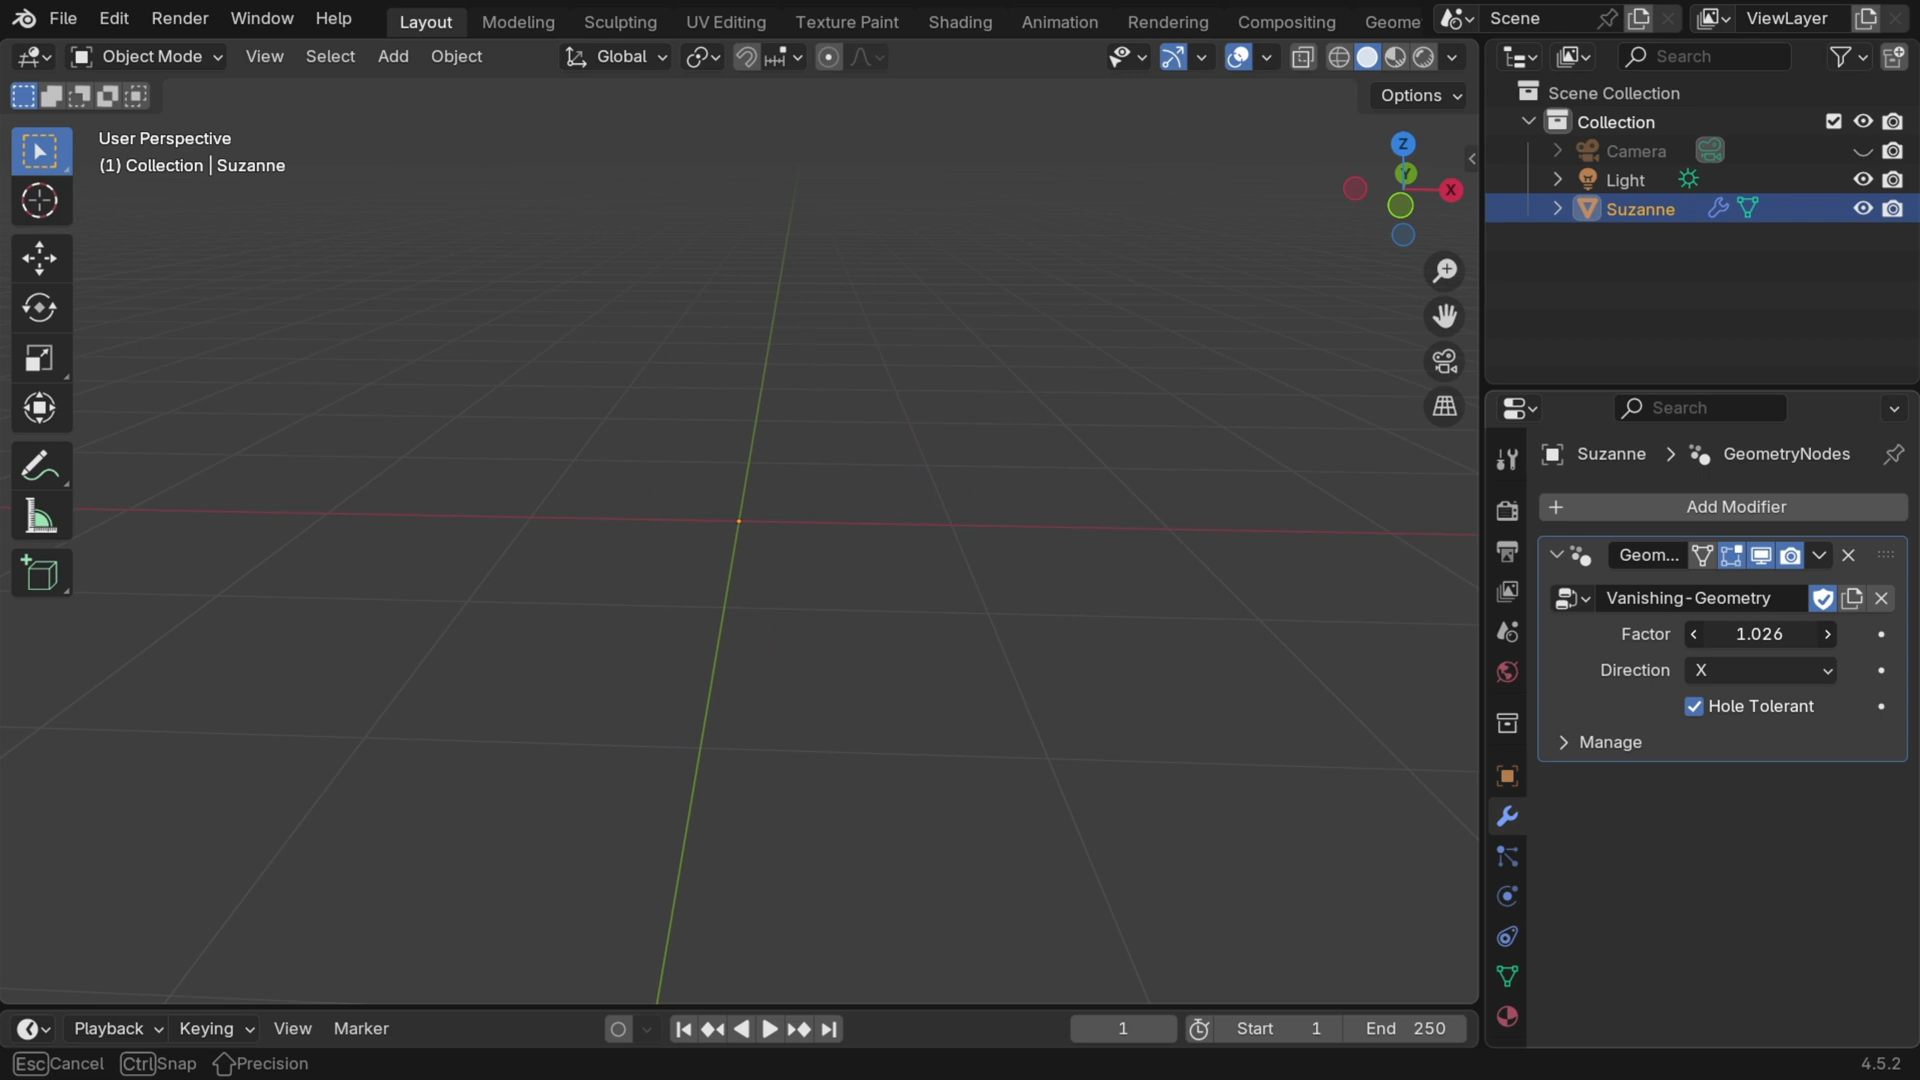 File Edit Render Window Help Layout Modeling Sculpting UV Editing Texture Paint Shading Animation Rendering Compositing Geome Scene ViewLayer
Object Mode View Select Add Object Global Search
Options
User Perspective
(1) Collection | Suzanne
Z
Y
X
Scene Collection
Collection
Camera
Light
Suzanne
Search
Suzanne GeometryNodes
Add Modifier
Geom...
Vanishing-Geometry
Factor 1.026
Direction X
Hole Tolerant
Manage
Playback Keying View Marker 1 Start 1 End 250
Esc Cancel Ctrl Snap Precision 4.5.2